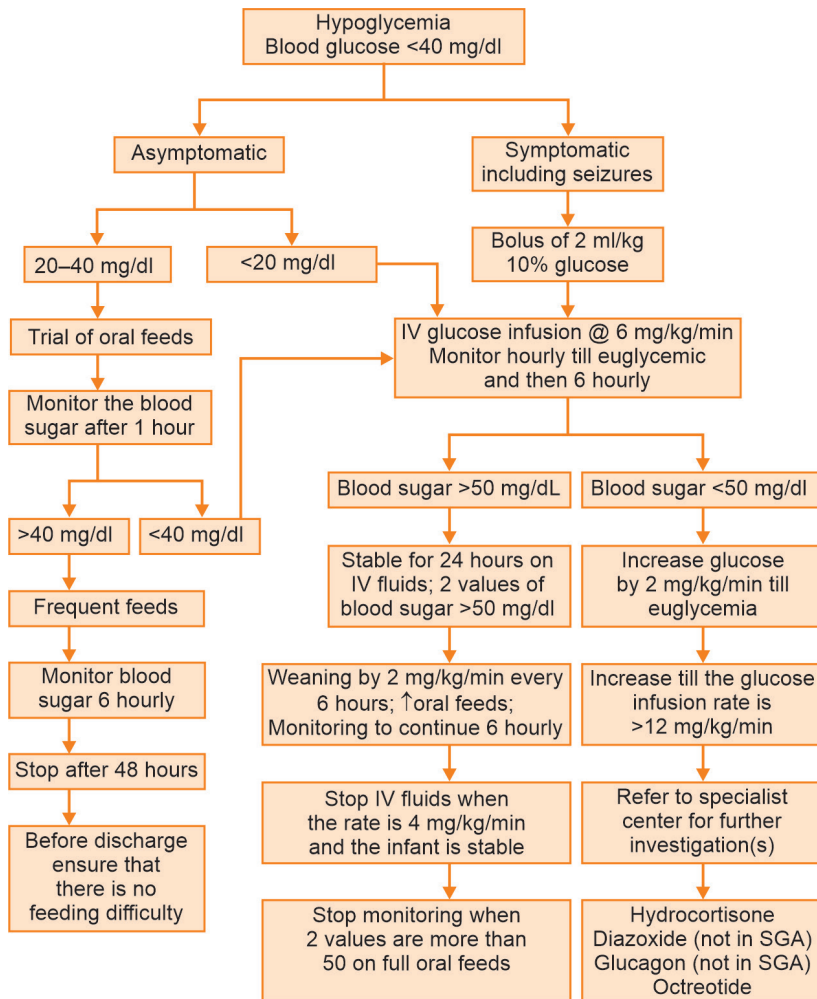 Hypoglycemia
Blood glucose <40 mg/dl
Asymptomatic
Symptomatic
including seizures
20–40 mg/dl
<20 mg/dl
Bolus of 2 ml/kg
10% glucose
Trial of oral feeds
IV glucose infusion @ 6 mg/kg/min
Monitor hourly till euglycemic
and then 6 hourly
Monitor the blood
sugar after 1 hour
>40 mg/dl
<40 mg/dl
Frequent feeds
Monitor blood
sugar 6 hourly
Stop after 48 hours
Before discharge
ensure that
there is no
feeding difficulty
Blood sugar >50 mg/dL
Stable for 24 hours on
IV fluids; 2 values of
blood sugar >50 mg/dl
Weaning by 2 mg/kg/min every
6 hours; ↑oral feeds;
Monitoring to continue 6 hourly
Stop IV fluids when
the rate is 4 mg/kg/min
and the infant is stable
Stop monitoring when
2 values are more than
50 on full oral feeds
Blood sugar <50 mg/dl
Increase glucose
by 2 mg/kg/min till
euglycemia
Increase till the glucose
infusion rate is
>12 mg/kg/min
Refer to specialist
center for further
investigation(s)
Hydrocortisone
Diazoxide (not in SGA)
Glucagon (not in SGA)
Octreotide